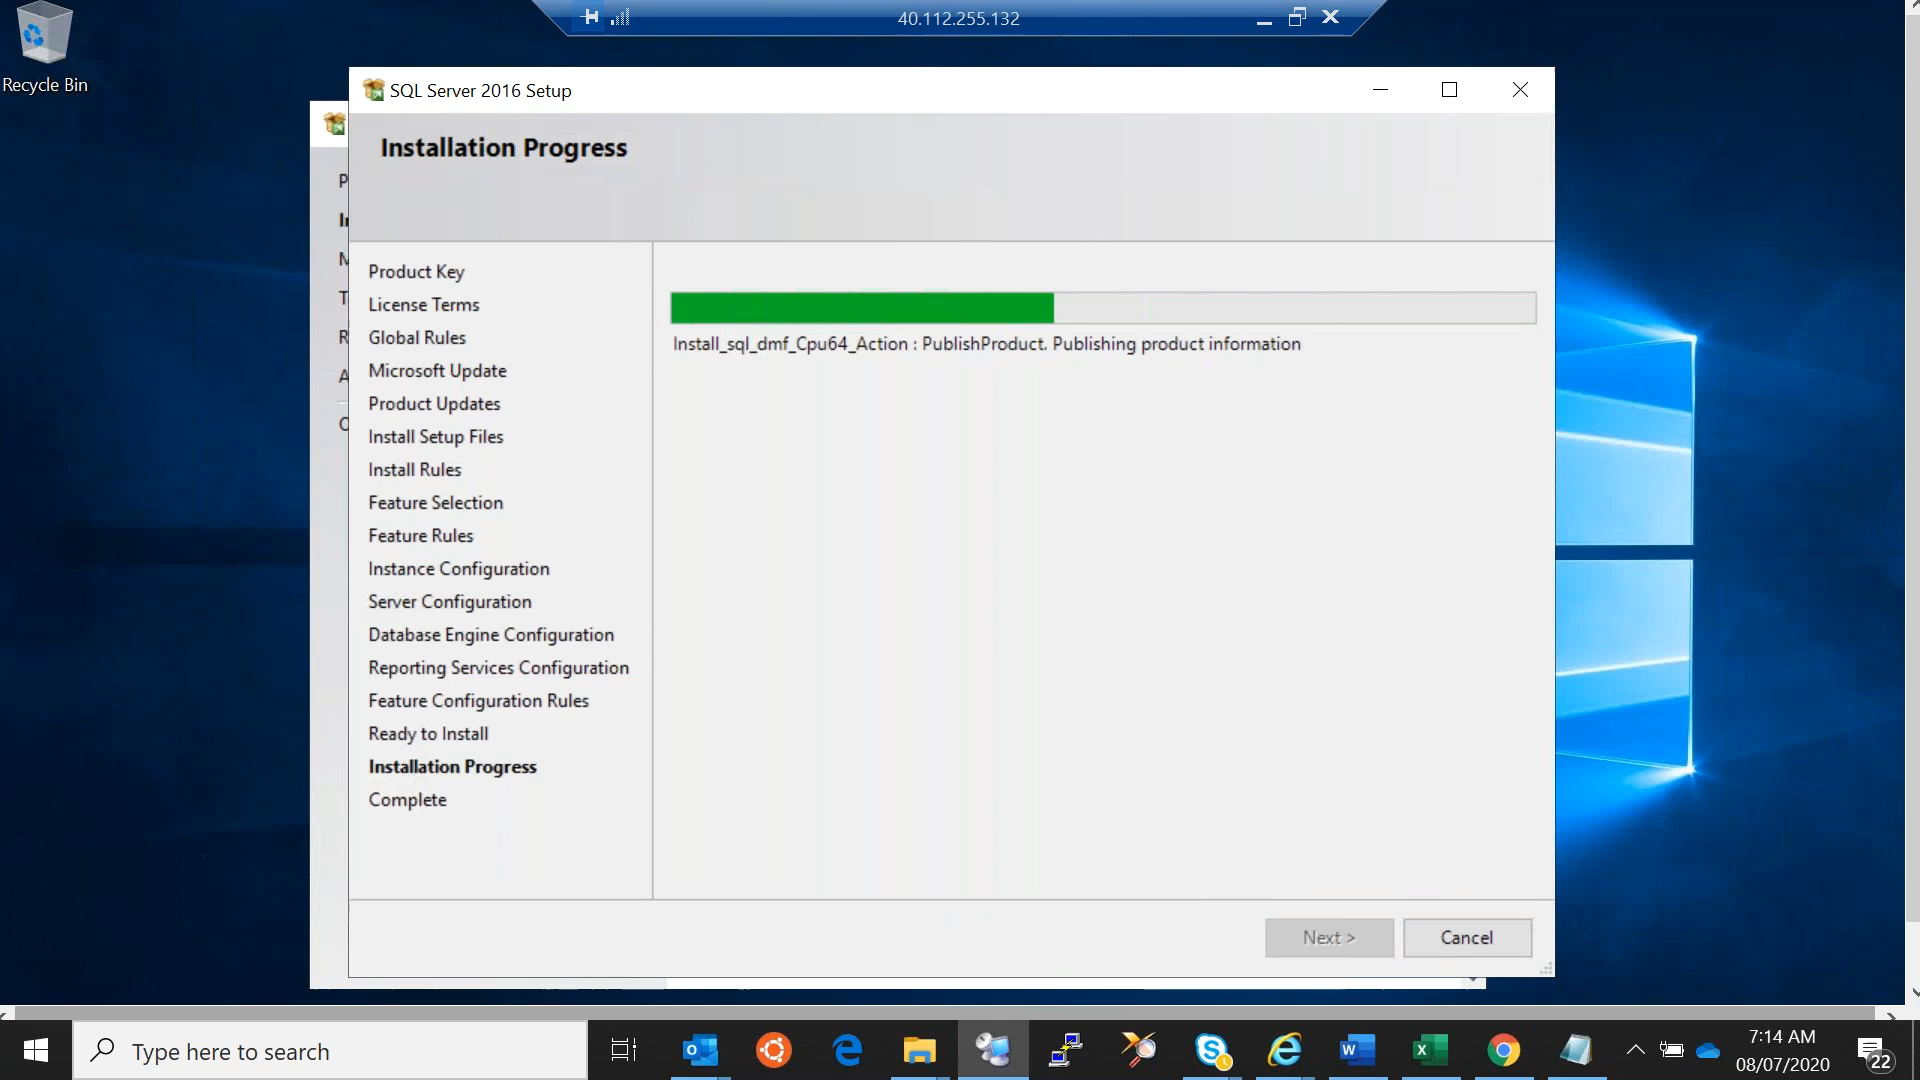 40.112.255.132
Recycle Bin
SQL Server 2016 Setup
Installation Progress
Product Key
License Terms
Global Rules
Microsoft Update
Product Updates
Install Setup Files
Install Rules
Feature Selection
Feature Rules
Instance Configuration
Server Configuration
Database Engine Configuration
Reporting Services Configuration
Feature Configuration Rules
Ready to Install
Installation Progress
Complete
Install_sql_dmf_Cpu64_Action : PublishProduct. Publishing product information
Next >
Cancel
Type here to search
7:14 AM
08/07/2020
22